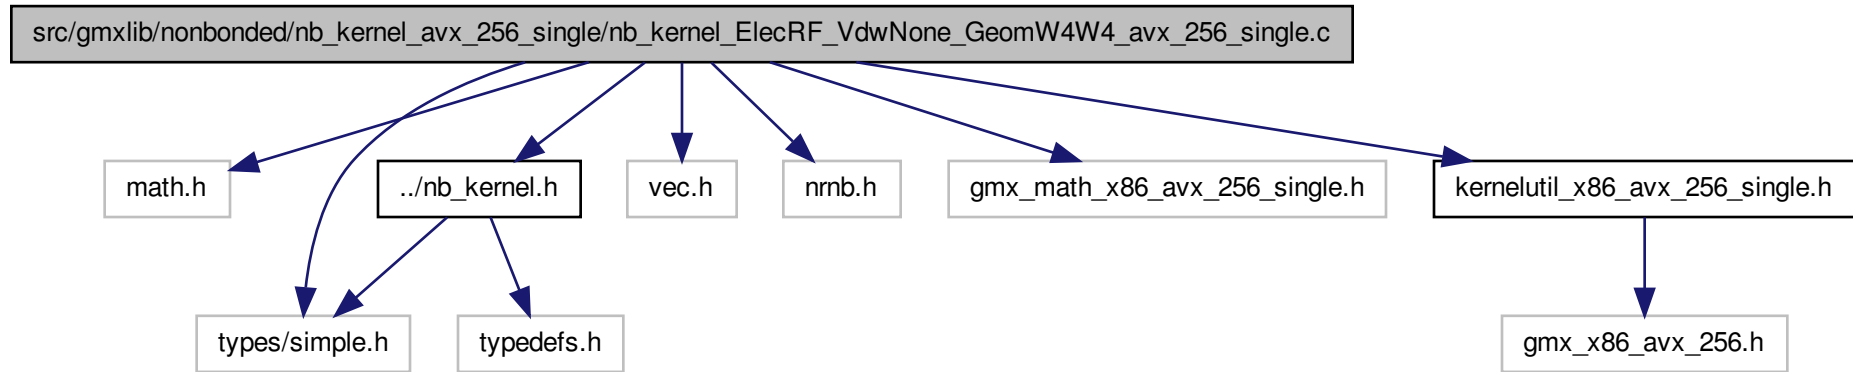 src/gmxlib/nonbonded/nb_kernel_avx_256_single/nb_kernel_ElecRF_VdwNone_GeomW4W4_avx_256_single.c
math.h
../nb_kernel.h
vec.h
nrnb.h
gmx_math_x86_avx_256_single.h
kernelutil_x86_avx_256_single.h
types/simple.h
typedefs.h
gmx_x86_avx_256.h